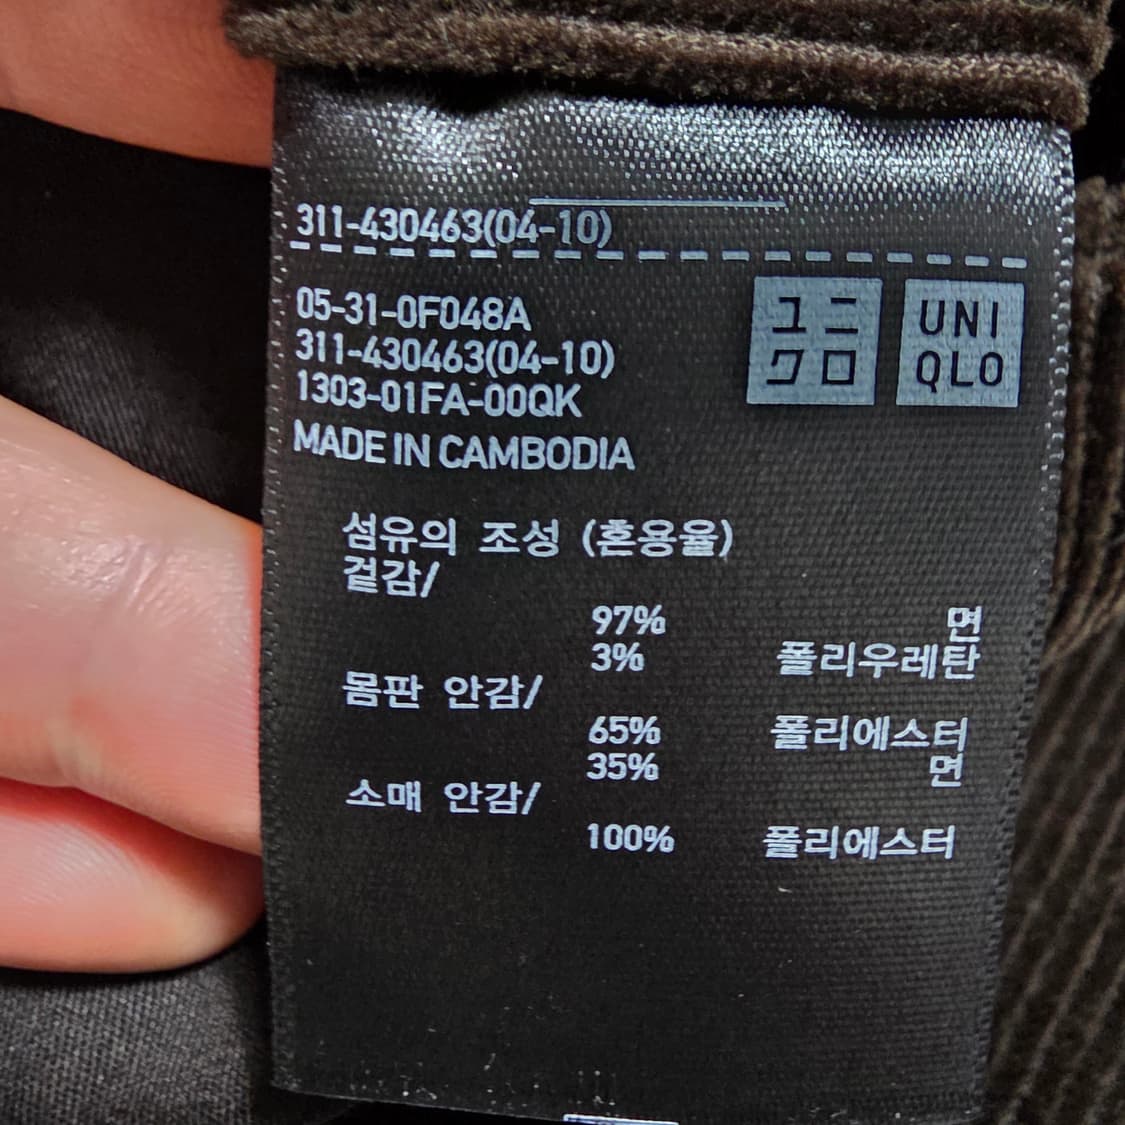 311-430463(04-10)
05-31-0F048A
311-430463(04-10)
1303-01FA-00QK
MADE IN CAMBODIA
ユニ
クロ
UNI
QLO
섬유의 조성 (혼용율)
겉감/
97% 면
3% 폴리우레탄
몸판 안감/
65% 폴리에스터
35% 면
소매 안감/
100% 폴리에스터